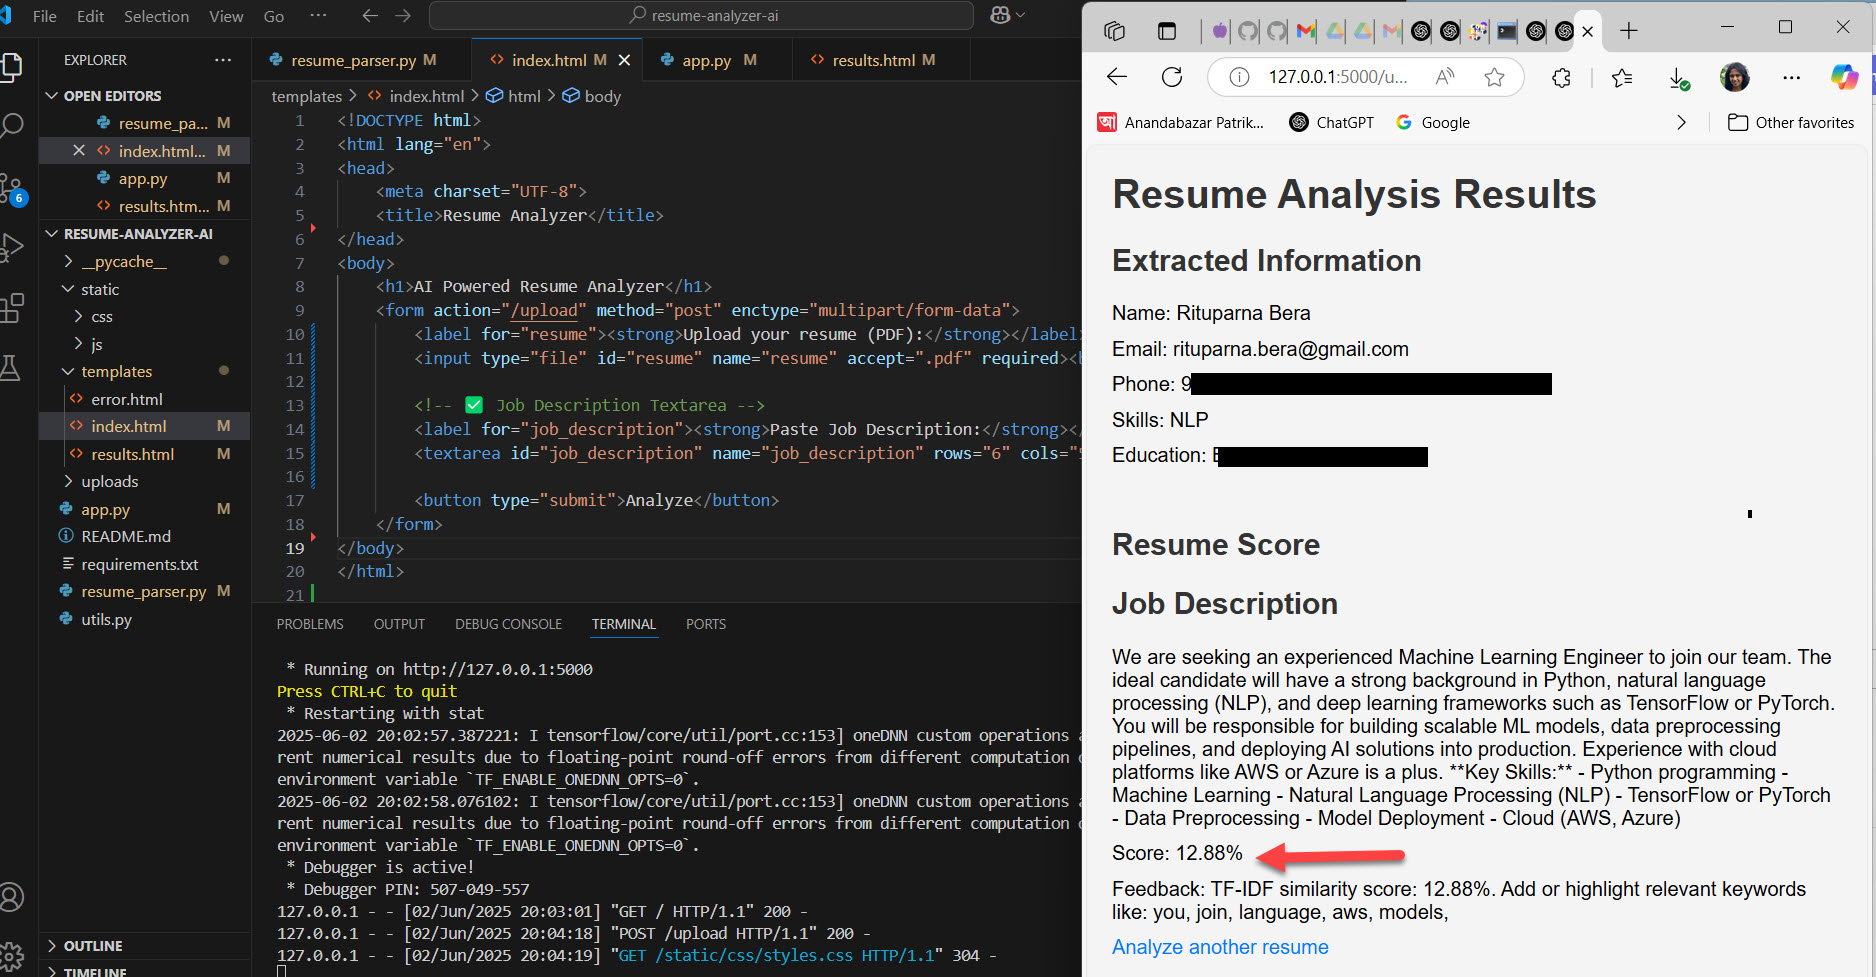 File Edit Selection View Go ··· resume-analyzer-ai
EXPLORER ···
OPEN EDITORS
resume_pa... M
index.html... M
app.py M
results.htm... M
RESUME-ANALYZER-AI
__pycache__
static
css
js
templates
error.html
index.html M
results.html M
uploads
app.py M
README.md
requirements.txt
resume_parser.py M
utils.py
OUTLINE
TIMELINE
6
resume_parser.py M index.html M app.py M results.html M
templates > index.html > html > body
1 <!DOCTYPE html>
2 <html lang="en">
3 <head>
4 <meta charset="UTF-8">
5 <title>Resume Analyzer</title>
6 </head>
7 <body>
8 <h1>AI Powered Resume Analyzer</h1>
9 <form action="/upload" method="post" enctype="multipart/form-data">
10 <label for="resume"><strong>Upload your resume (PDF):</strong></label
11 <input type="file" id="resume" name="resume" accept=".pdf" required><
12
13 <!-- ✅ Job Description Textarea -->
14 <label for="job_description"><strong>Paste Job Description:</strong></
15 <textarea id="job_description" name="job_description" rows="6" cols="
16
17 <button type="submit">Analyze</button>
18 </form>
19 </body>
20 </html>
21
PROBLEMS OUTPUT DEBUG CONSOLE TERMINAL PORTS
* Running on http://127.0.0.1:5000
Press CTRL+C to quit
* Restarting with stat
2025-06-02 20:02:57.387221: I tensorflow/core/util/port.cc:153] oneDNN custom operations
rent numerical results due to floating-point round-off errors from different computation
environment variable `TF_ENABLE_ONEDNN_OPTS=0`.
2025-06-02 20:02:58.076102: I tensorflow/core/util/port.cc:153] oneDNN custom operations
rent numerical results due to floating-point round-off errors from different computation
environment variable `TF_ENABLE_ONEDNN_OPTS=0`.
* Debugger is active!
* Debugger PIN: 507-049-557
127.0.0.1 - - [02/Jun/2025 20:03:01] "GET / HTTP/1.1" 200 -
127.0.0.1 - - [02/Jun/2025 20:04:18] "POST /upload HTTP/1.1" 200 -
127.0.0.1 - - [02/Jun/2025 20:04:19] "GET /static/css/styles.css HTTP/1.1" 304 -
127.0.0.1:5000/u...
আ Anandabazar Patrik... ChatGPT Google Other favorites
Resume Analysis Results
Extracted Information
Name: Rituparna Bera
Email: rituparna.bera@gmail.com
Phone: 9
Skills: NLP
Education:
Resume Score
Job Description
We are seeking an experienced Machine Learning Engineer to join our team. The
ideal candidate will have a strong background in Python, natural language
processing (NLP), and deep learning frameworks such as TensorFlow or PyTorch.
You will be responsible for building scalable ML models, data preprocessing
pipelines, and deploying AI solutions into production. Experience with cloud
platforms like AWS or Azure is a plus. **Key Skills:** - Python programming -
Machine Learning - Natural Language Processing (NLP) - TensorFlow or PyTorch
- Data Preprocessing - Model Deployment - Cloud (AWS, Azure)
Score: 12.88%
Feedback: TF-IDF similarity score: 12.88%. Add or highlight relevant keywords
like: you, join, language, aws, models,
Analyze another resume